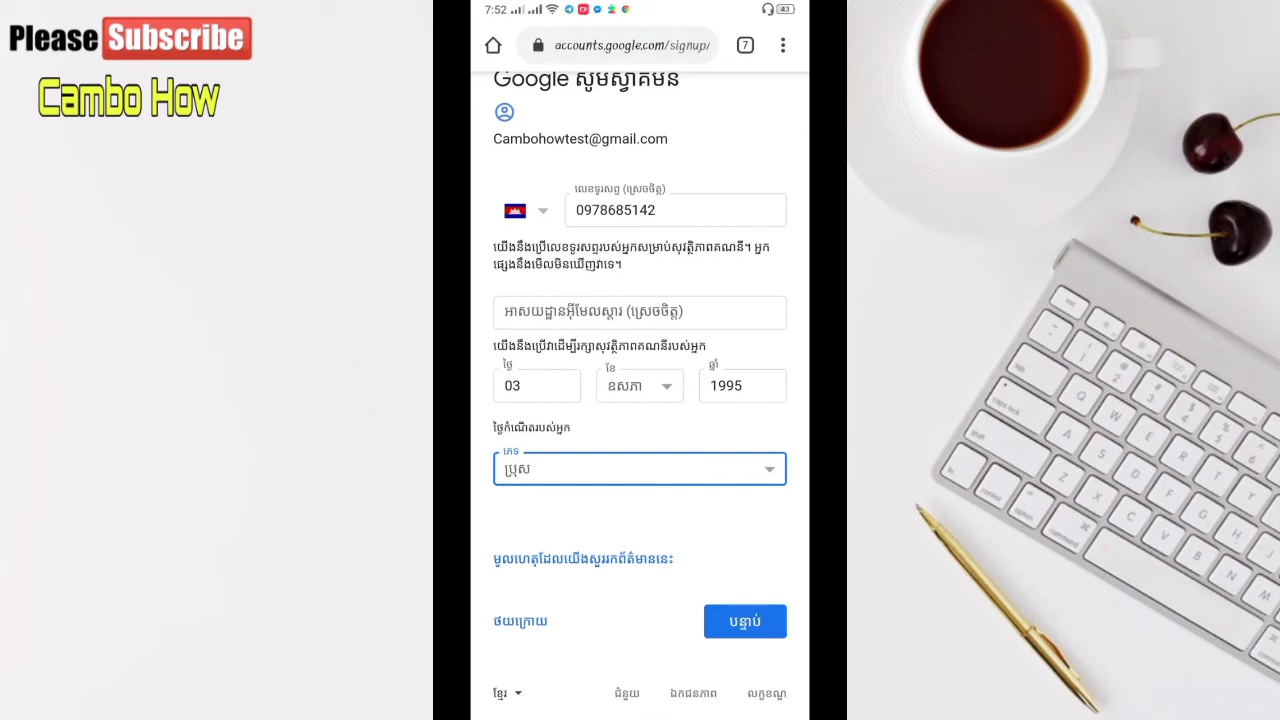 Please Subscribe
Cambo How
7:52
43
accounts.google.com/signup/
7
Google សូមស្វាគមន៍
Cambohowtest@gmail.com
លេខទូរសព្ទ (ស្រេចចិត្ត)
0978685142
យើងនឹងប្រើលេខទូរសព្ទរបស់អ្នកសម្រាប់សុវត្ថិភាពគណនី។ អ្នក
ផ្សេងនឹងមើលមិនឃើញវាទេ។
អាសយដ្ឋានអ៊ីមែលស្តារ (ស្រេចចិត្ត)
យើងនឹងប្រើវាដើម្បីរក្សាសុវត្ថិភាពគណនីរបស់អ្នក
ថ្ងៃ
ខែ
ឆ្នាំ
03
ឧសភា
1995
ថ្ងៃកំណើតរបស់អ្នក
ភេទ
ប្រុស
មូលហេតុដែលយើងសួររកព័ត៌មាននេះ
ថយក្រោយ
បន្ទាប់
ខ្មែរ
ជំនួយ
ឯកជនភាព
លក្ខខណ្ឌ